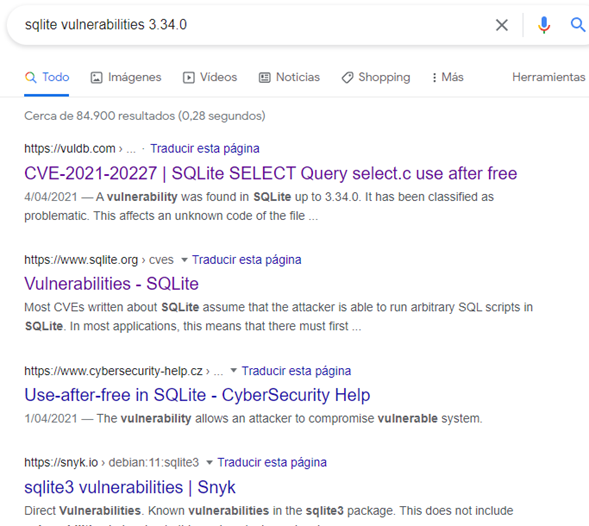 sqlite vulnerabilities 3.34.0
Todo Imágenes Vídeos Noticias Shopping Más Herramientas
Cerca de 84.900 resultados (0,28 segundos)
https://vuldb.com › ... · Traducir esta página
CVE-2021-20227 | SQLite SELECT Query select.c use after free
4/04/2021 — A vulnerability was found in SQLite up to 3.34.0. It has been classified as
problematic. This affects an unknown code of the file ...
https://www.sqlite.org › cves Traducir esta página
Vulnerabilities - SQLite
Most CVEs written about SQLite assume that the attacker is able to run arbitrary SQL scripts in
SQLite. In most applications, this means that there must first ...
https://www.cybersecurity-help.cz › ... Traducir esta página
Use-after-free in SQLite - CyberSecurity Help
1/04/2021 — The vulnerability allows an attacker to compromise vulnerable system.
https://snyk.io › debian:11:sqlite3 Traducir esta página
sqlite3 vulnerabilities | Snyk
Direct Vulnerabilities. Known vulnerabilities in the sqlite3 package. This does not include